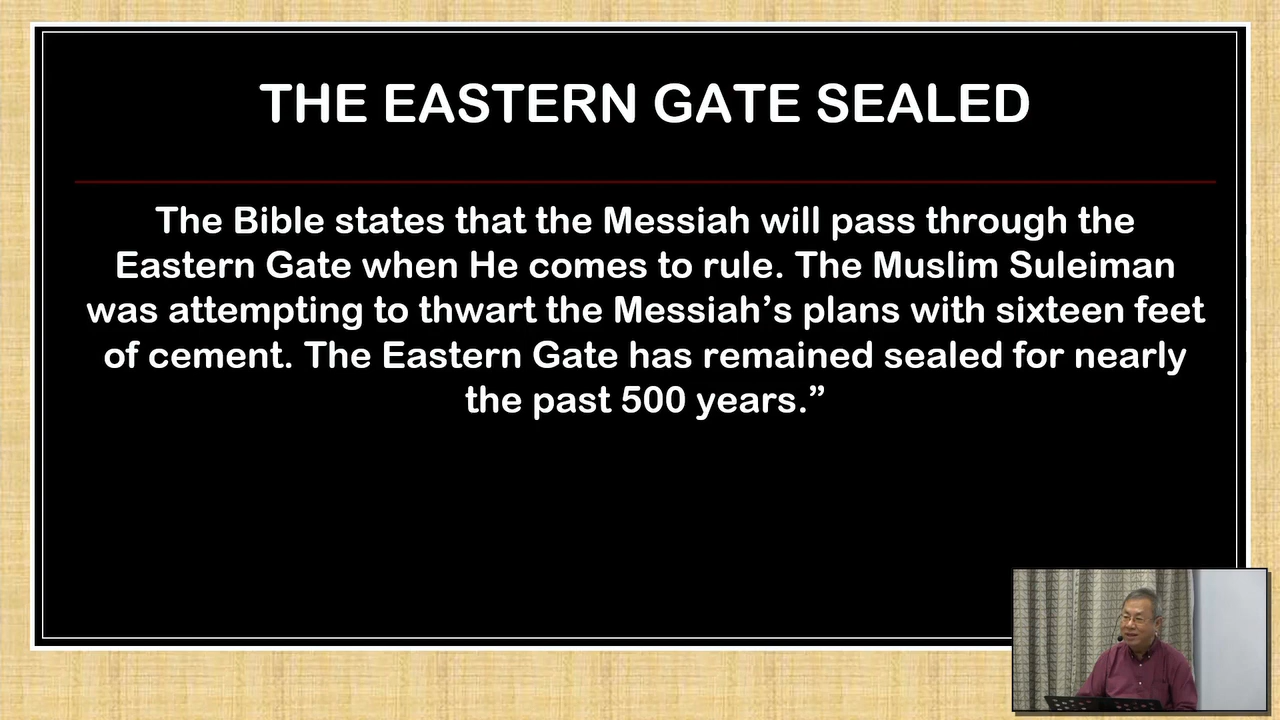 THE EASTERN GATE SEALED
The Bible states that the Messiah will pass through the
Eastern Gate when He comes to rule. The Muslim Suleiman
was attempting to thwart the Messiah’s plans with sixteen feet
of cement. The Eastern Gate has remained sealed for nearly
the past 500 years.”